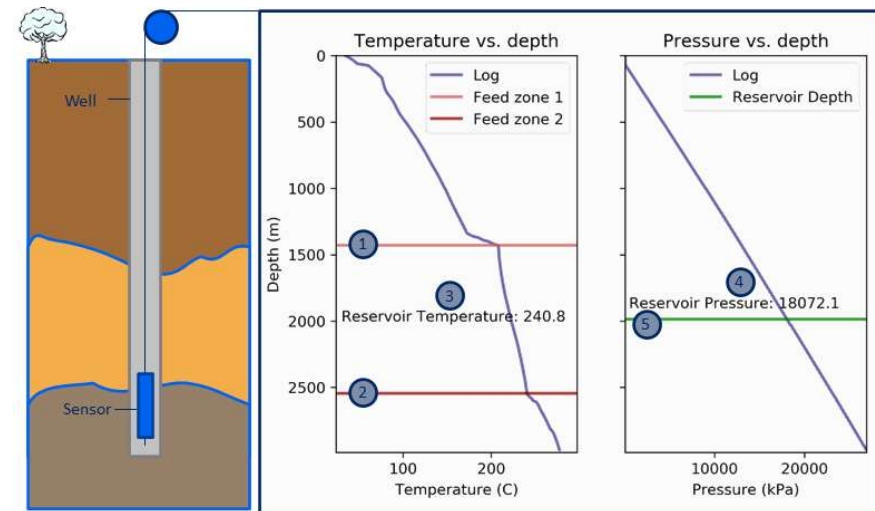 Well
Sensor
Temperature vs. depth
Log
Feed zone 1
Feed zone 2
0
500
1000
1500
2000
2500
Depth (m)
1
3
Reservoir Temperature: 240.8
2
100
200
Temperature (C)
Pressure vs. depth
Log
Reservoir Depth
4
Reservoir Pressure: 18072.1
5
10000
20000
Pressure (kPa)